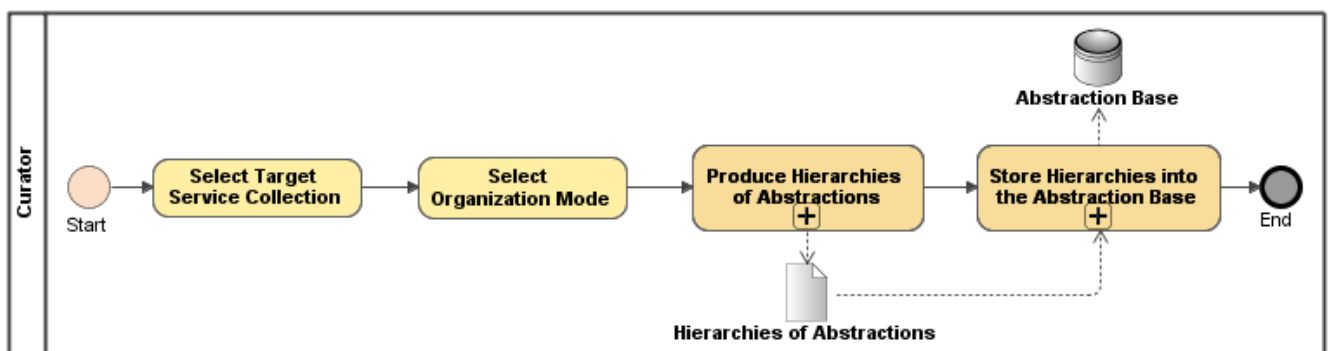 Curator
Start
Select Target
Service Collection
Select
Organization Mode
Produce Hierarchies
of Abstractions
Hierarchies of Abstractions
Abstraction Base
Store Hierarchies into
the Abstraction Base
End